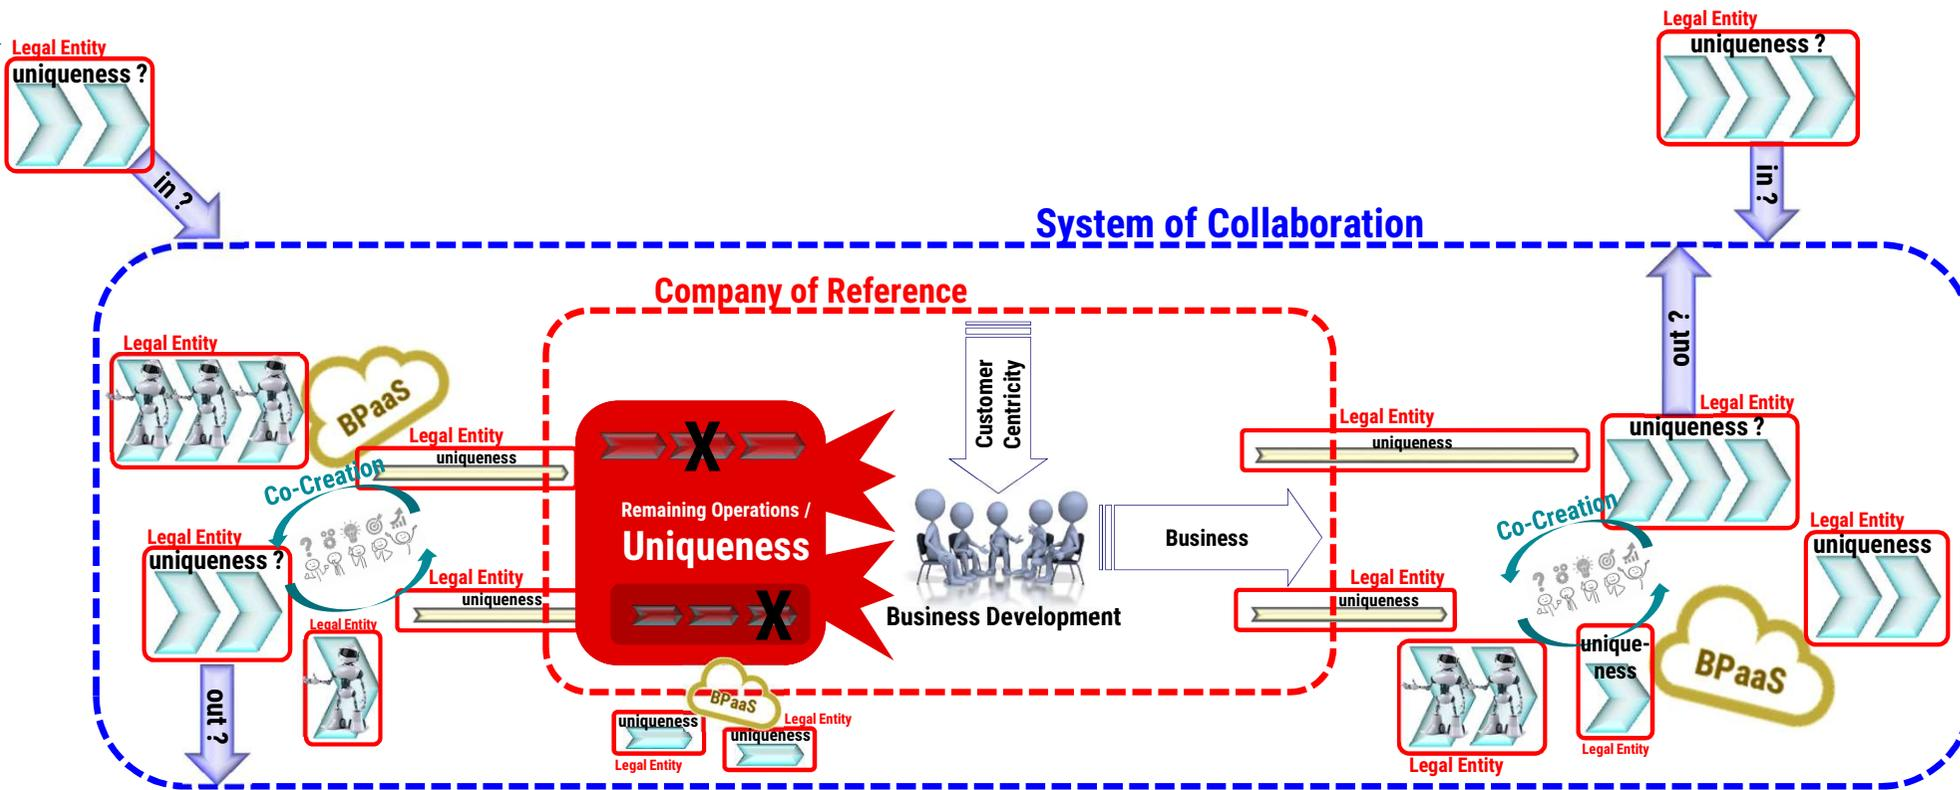 Legal Entity
uniqueness ?
in ?
Legal Entity
uniqueness ?
in ?
System of Collaboration
Company of Reference
Customer
Centricity
out ?
Legal Entity
BPaaS
Legal Entity
uniqueness
Co-Creation
Legal Entity
uniqueness ?
out ?
Legal Entity
Legal Entity
uniqueness
X
Remaining Operations /
Uniqueness
X
Business Development
Business
BPaaS
uniqueness
Legal Entity
Legal Entity
uniqueness
Legal Entity
uniqueness
Legal Entity
uniqueness
Legal Entity
uniqueness ?
Co-Creation
Legal Entity
uniqueness
BPaaS
unique-
ness
Legal Entity
Legal Entity